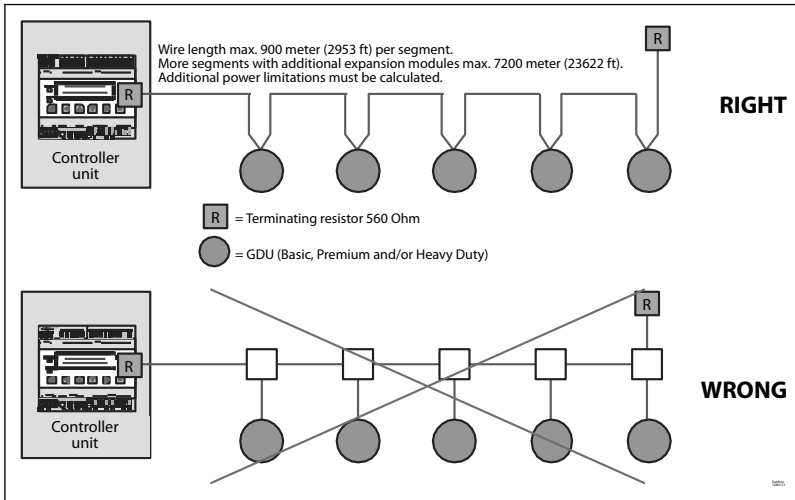 Wire length max. 900 meter (2953 ft) per segment.
More segments with additional expansion modules max. 7200 meter (23622 ft).
Additional power limitations must be calculated.
R
R
RIGHT
Controller
unit
R = Terminating resistor 560 Ohm
= GDU (Basic, Premium and/or Heavy Duty)
R
R
WRONG
Controller
unit